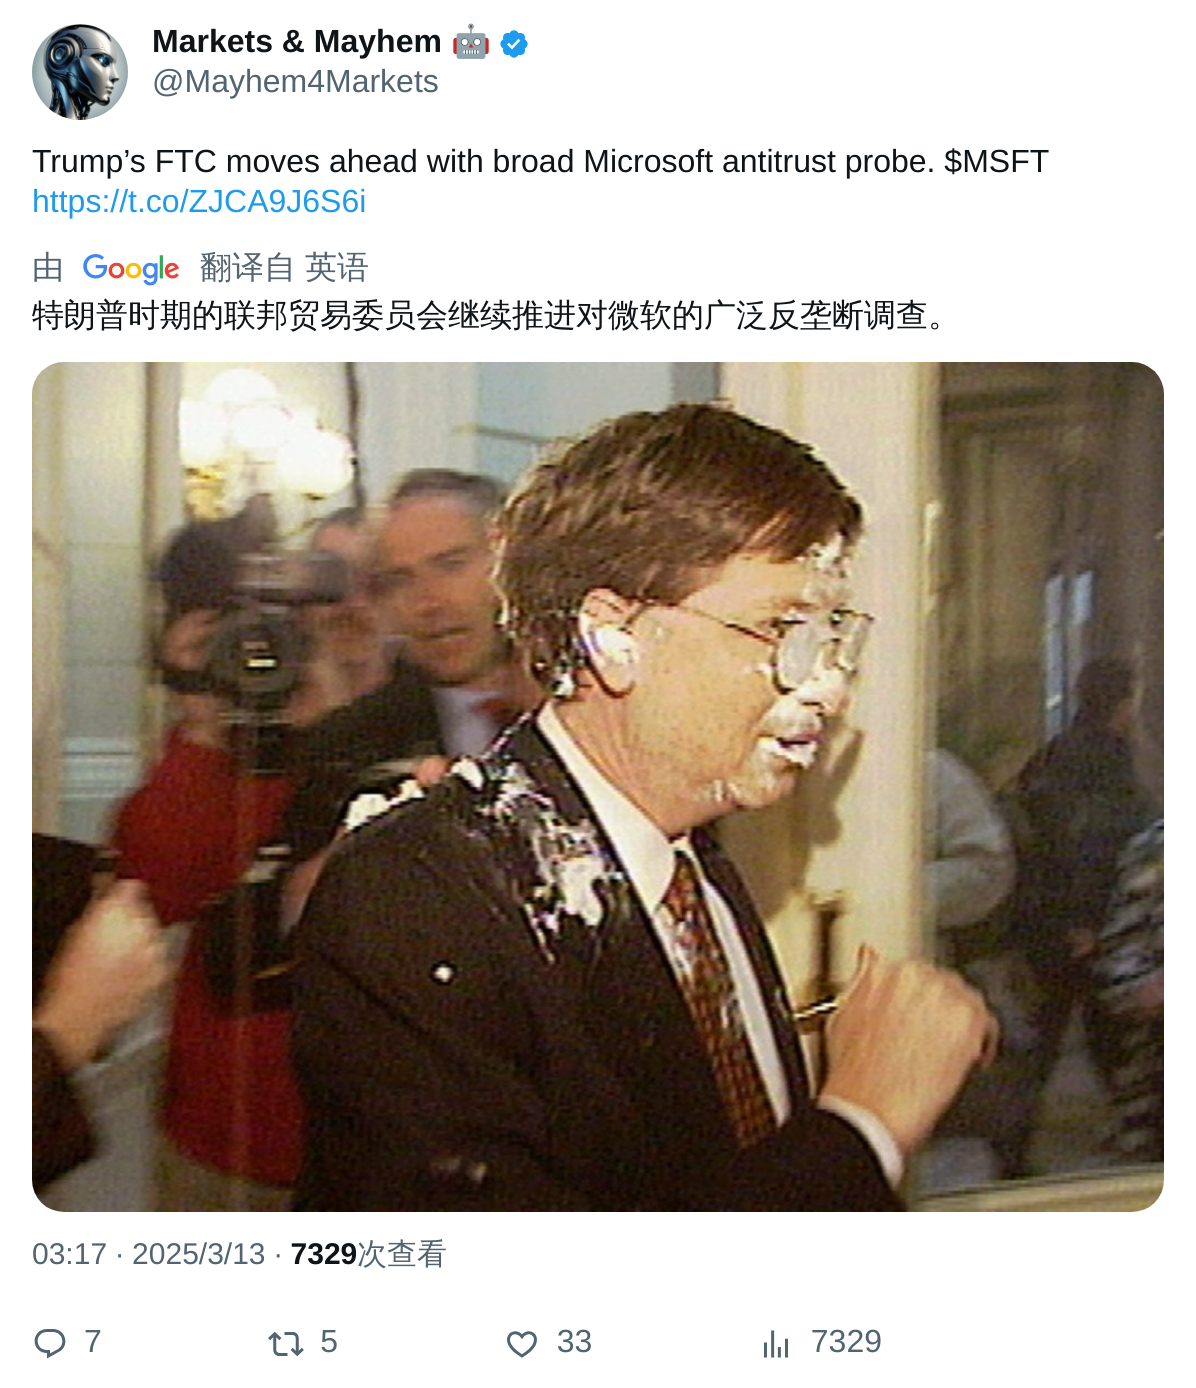 Markets & Mayhem 🤖
@Mayhem4Markets
Trump’s FTC moves ahead with broad Microsoft antitrust probe. $MSFT
https://t.co/ZJCA9J6S6i
由 Google 翻译自 英语
特朗普时期的联邦贸易委员会继续推进对微软的广泛反垄断调查。
03:17 · 2025/3/13 · 7329次查看
7 5 33 7329